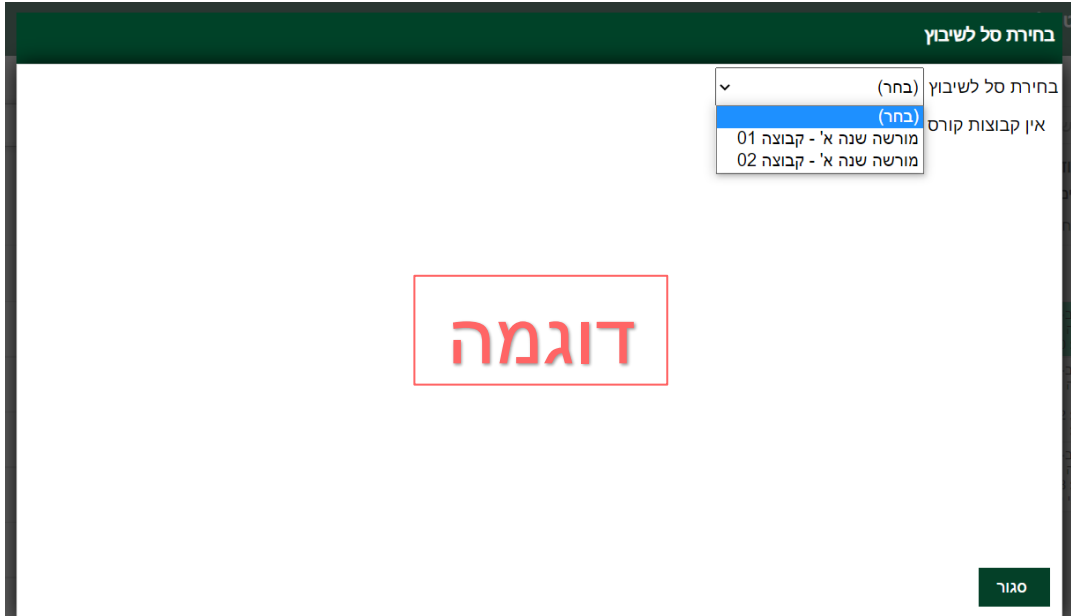 בחירת סל לשיבוץ
בחירת סל לשיבוץ (בחר)
(בחר)
אין קבוצות קורס
מורשה שנה א' - קבוצה 01
מורשה שנה א' - קבוצה 02
דוגמה
סגור